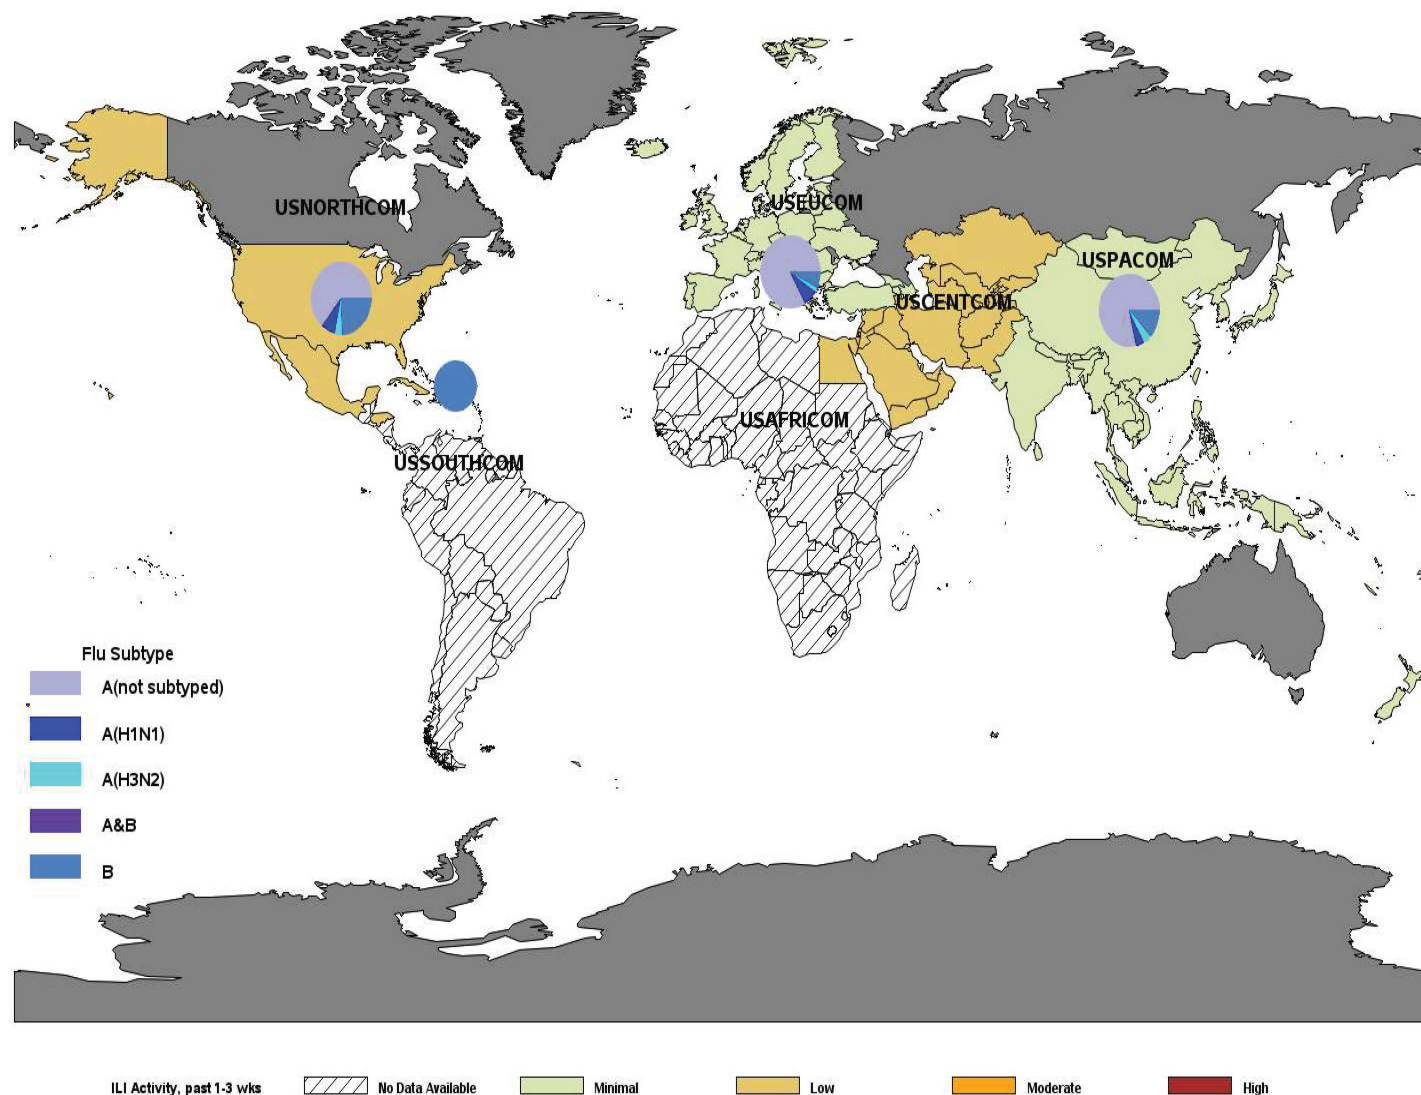 USNORTHCOM
USEUCOM
USPACOM
USCENTCOM
USAFRICOM
USSOUTHCOM
Flu Subtype
A(not subtyped)
A(H1N1)
A(H3N2)
A&B
B
ILI Activity, past 1-3 wks No Data Available Minimal Low Moderate High